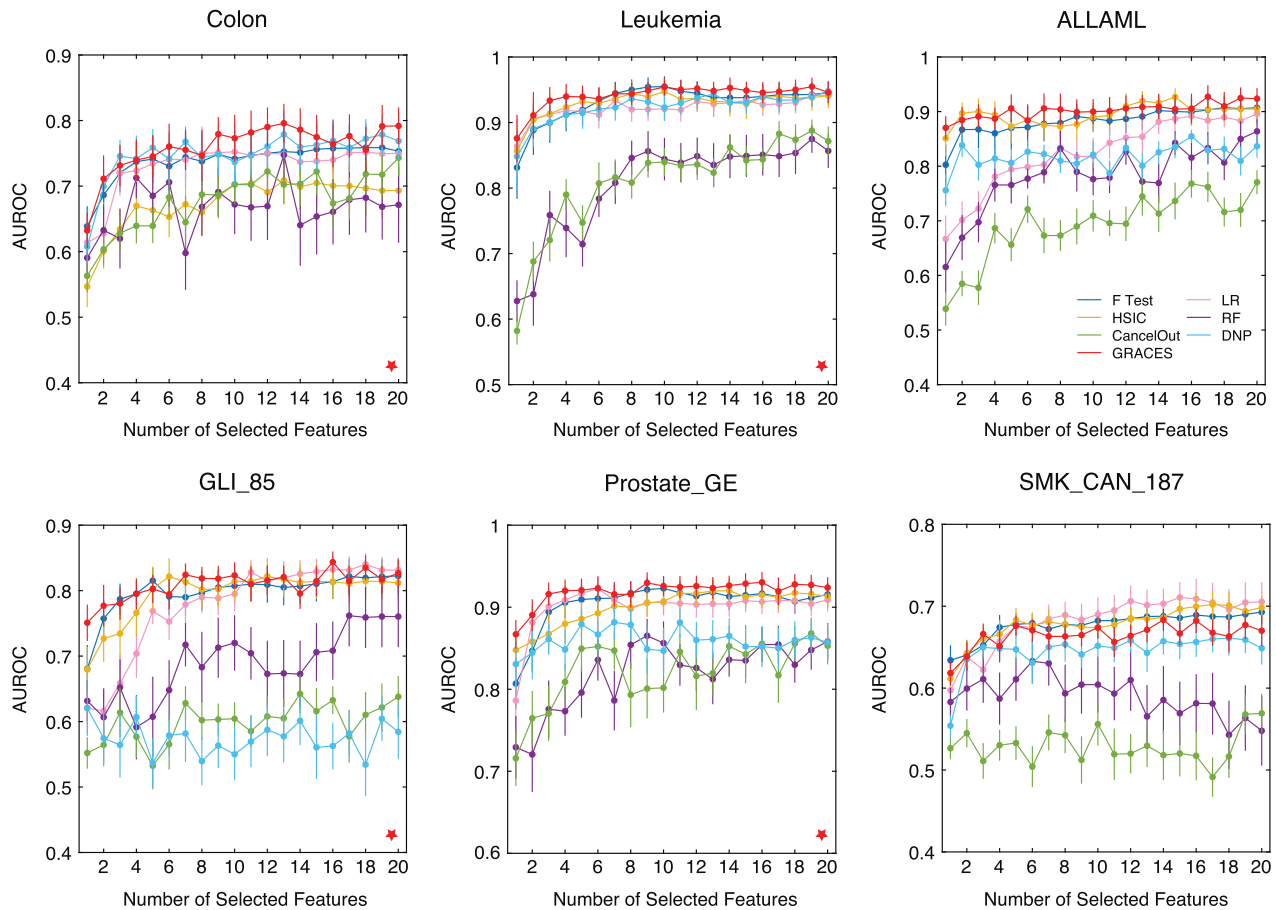 Colon
0.9
0.8
0.7
0.6
0.5
0.4
AUROC
2 4 6 8 10 12 14 16 18 20
Number of Selected Features
Leukemia
1
0.9
0.8
0.7
0.6
0.5
AUROC
2 4 6 8 10 12 14 16 18 20
Number of Selected Features
ALLAML
1
0.9
0.8
0.7
0.6
0.5
0.4
AUROC
F Test LR
HSIC RF
CancelOut DNP
GRACES
2 4 6 8 10 12 14 16 18 20
Number of Selected Features
GLI_85
0.9
0.8
0.7
0.6
0.5
0.4
AUROC
2 4 6 8 10 12 14 16 18 20
Number of Selected Features
Prostate_GE
1
0.9
0.8
0.7
0.6
AUROC
2 4 6 8 10 12 14 16 18 20
Number of Selected Features
SMK_CAN_187
0.8
0.7
0.6
0.5
0.4
AUROC
2 4 6 8 10 12 14 16 18 20
Number of Selected Features